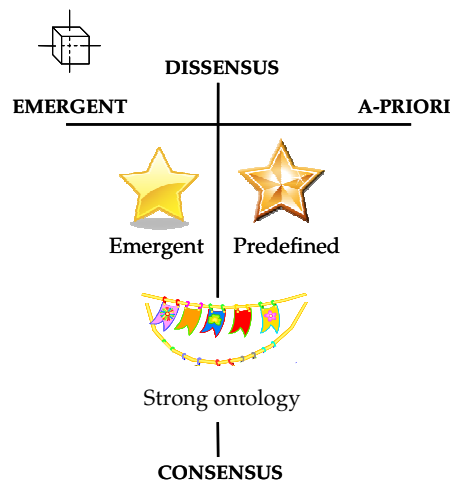 DISSENSUS
EMERGENT A-PRIORI
Emergent Predefined
Strong ontology
CONSENSUS